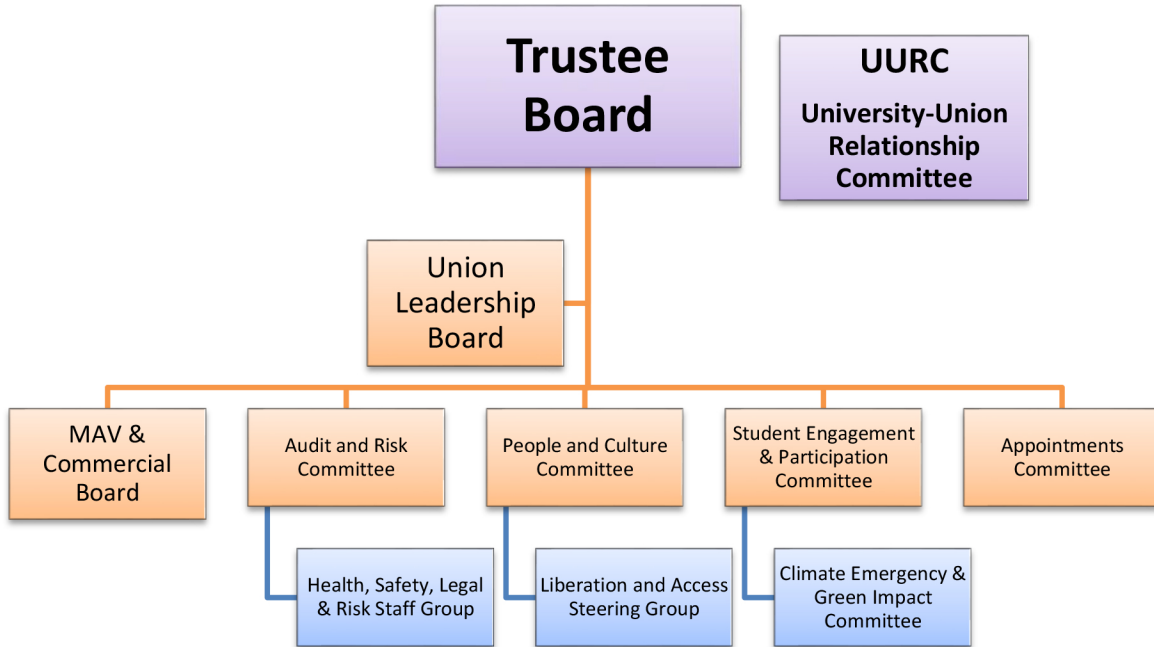 Trustee
Board
UURC
University-Union
Relationship
Committee
Union
Leadership
Board
MAV &
Commercial
Board
Audit and Risk
Committee
People and Culture
Committee
Student Engagement
& Participation
Committee
Appointments
Committee
Health, Safety, Legal
& Risk Staff Group
Liberation and Access
Steering Group
Climate Emergency &
Green Impact
Committee